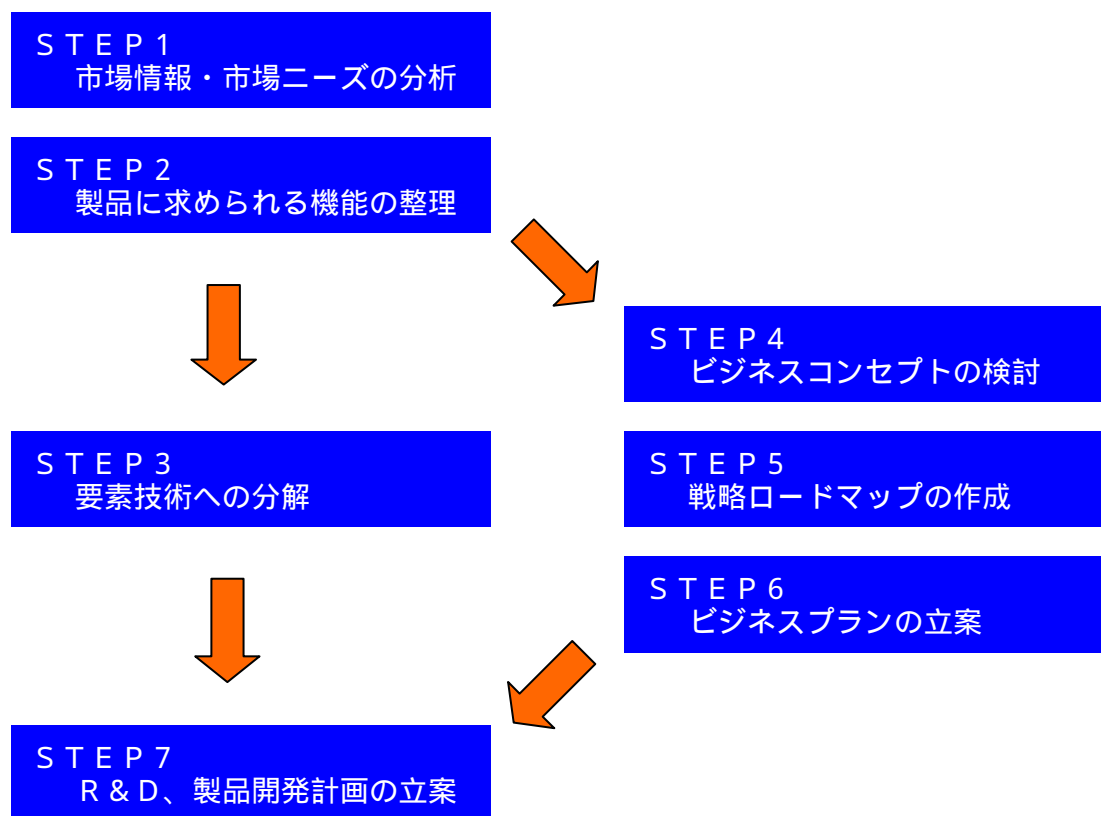 ＳＴＥＰ１
市場情報・市場ニーズの分析
ＳＴＥＰ２
製品に求められる機能の整理
ＳＴＥＰ３
要素技術への分解
ＳＴＥＰ４
ビジネスコンセプトの検討
ＳＴＥＰ５
戦略ロードマップの作成
ＳＴＥＰ６
ビジネスプランの立案
ＳＴＥＰ７
Ｒ＆Ｄ、製品開発計画の立案